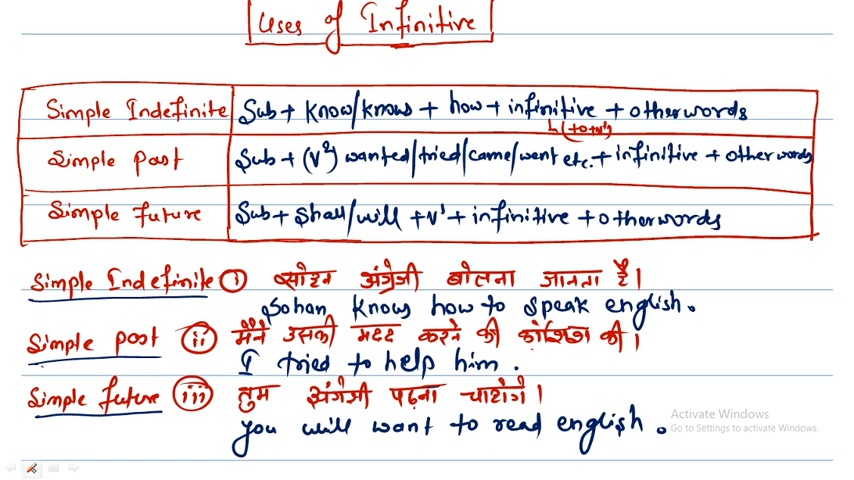 Uses of Infinitive
Simple Indefinite Sub + Know/knows + how + infinitive + other words
↳ (to+v¹)
Simple Past Sub + (V²) wanted/tried/came/went etc. + infinitive + other words
Simple future Sub + Shall/will + v¹ + infinitive + other words
Simple Indefinite (i) सोहन अंग्रेजी बोलना जानता है।
Sohan Knows how to speak english.
Simple post (ii) मैंने उसकी मदद करने की कोशिश की।
I tried to help him.
Simple future (iii) तुम अंग्रेजी पढ़ना चाहोगे।
You will want to read english.
Activate Windows
Go to Settings to activate Windows.